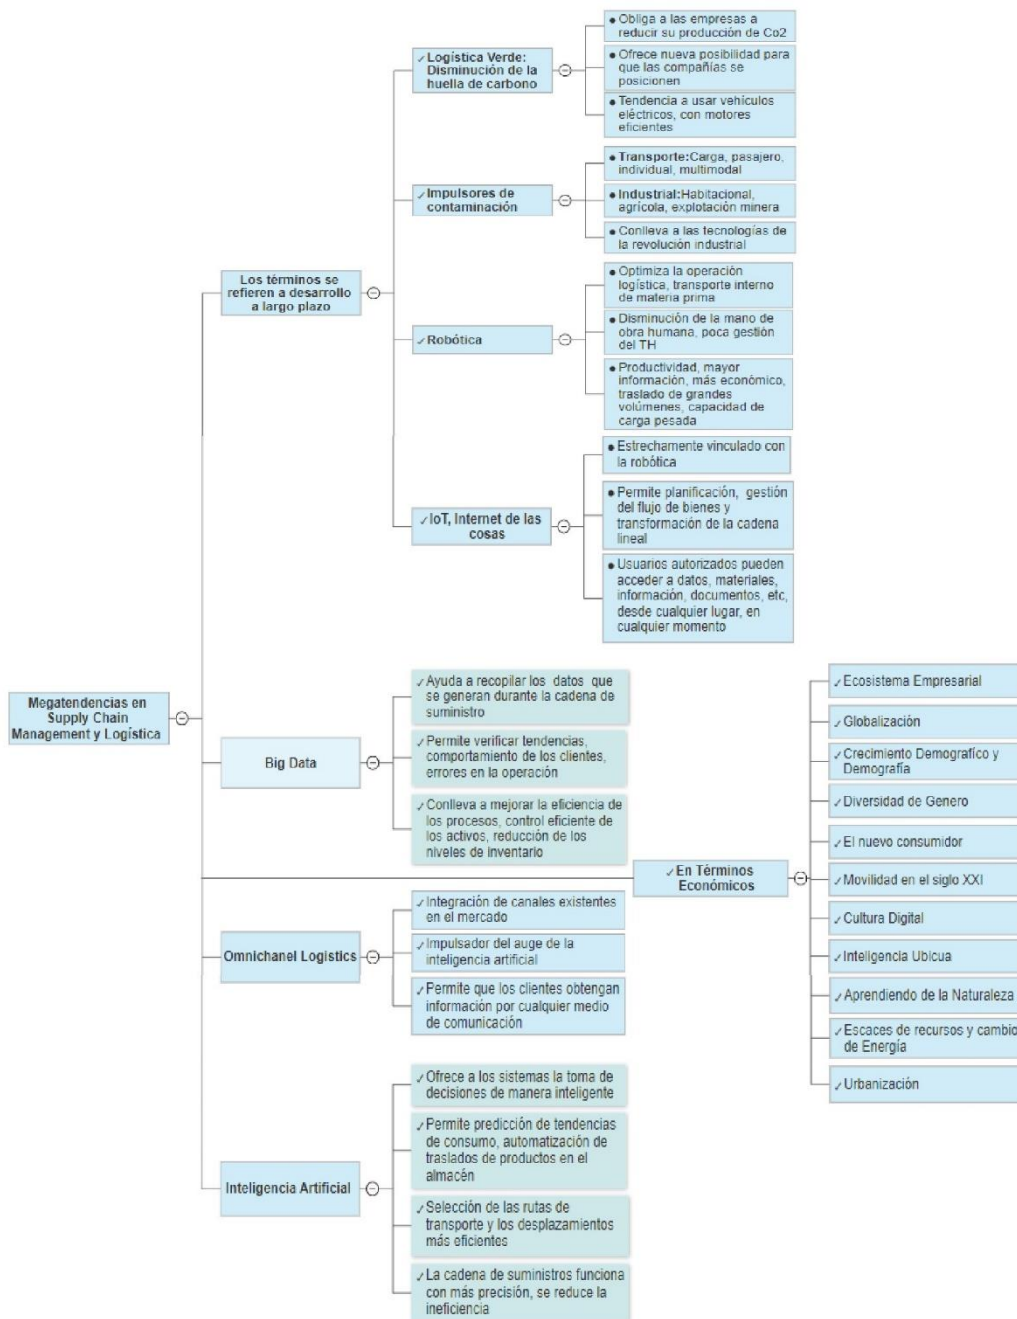 Megatendencias en
Supply Chain
Management y Logística
Los términos se
refieren a desarrollo
a largo plazo
✓ Logística Verde:
Disminución de la
huella de carbono
● Obliga a las empresas a
reducir su producción de Co2
● Ofrece nueva posibilidad para
que las compañías se
posicionen
● Tendencia a usar vehículos
eléctricos, con motores
eficientes
✓ Impulsores de
contaminación
● Transporte:Carga, pasajero,
individual, multimodal
● Industrial:Habitacional,
agrícola, explotación minera
● Conlleva a las tecnologías de
la revolución industrial
✓ Robótica
● Optimiza la operación
logística, transporte interno
de materia prima
● Disminución de la mano de
obra humana, poca gestión
del TH
● Productividad, mayor
información, más económico,
traslado de grandes
volúmenes, capacidad de
carga pesada
✓ IoT, Internet de las
cosas
● Estrechamente vinculado con
la robótica
● Permite planificación, gestión
del flujo de bienes y
transformación de la cadena
lineal
● Usuarios autorizados pueden
acceder a datos, materiales,
información, documentos, etc,
desde cualquier lugar, en
cualquier momento
Big Data
✓ Ayuda a recopilar los datos que
se generan durante la cadena de
suministro
✓ Permite verificar tendencias,
comportamiento de los clientes,
errores en la operación
✓ Conlleva a mejorar la eficiencia de
los procesos, control eficiente de
los activos, reducción de los
niveles de inventario
✓ En Términos
Económicos
✓ Ecosistema Empresarial
✓ Globalización
✓ Crecimiento Demografíco y
Demografía
✓ Diversidad de Genero
✓ El nuevo consumidor
✓ Movilidad en el siglo XXI
✓ Cultura Digital
✓ Inteligencia Ubicua
✓ Aprendiendo de la Naturaleza
✓ Escaces de recursos y cambio
de Energía
✓ Urbanización
Omnichanel Logistics
✓ Integración de canales existentes
en el mercado
✓ Impulsador del auge de la
inteligencia artificial
✓ Permite que los clientes obtengan
información por cualquier medio
de comunicación
Inteligencia Artificial
✓ Ofrece a los sistemas la toma de
decisiones de manera inteligente
✓ Permite predicción de tendencias
de consumo, automatización de
traslados de productos en el
almacén
✓ Selección de las rutas de
transporte y los desplazamientos
más eficientes
✓ La cadena de suministros funciona
con más precisión, se reduce la
ineficiencia